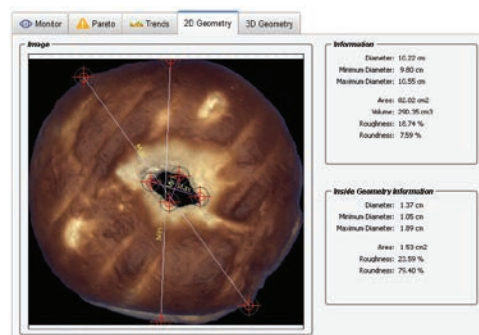 Monitor
Pareto
Trends
2D Geometry
3D Geometry
Image
Information
Diameter: 10.22 cm
Minimum Diameter: 9.80 cm
Maximum Diameter: 10.55 cm
Area: 82.02 cm2
Volume: 290.35 cm3
Roughness: 16.74 %
Roundness: 7.59 %
Inside Geometry Information
Diameter: 1.37 cm
Minimum Diameter: 1.05 cm
Maximum Diameter: 1.89 cm
Area: 1.53 cm2
Roughness: 23.59 %
Roundness: 79.40 %